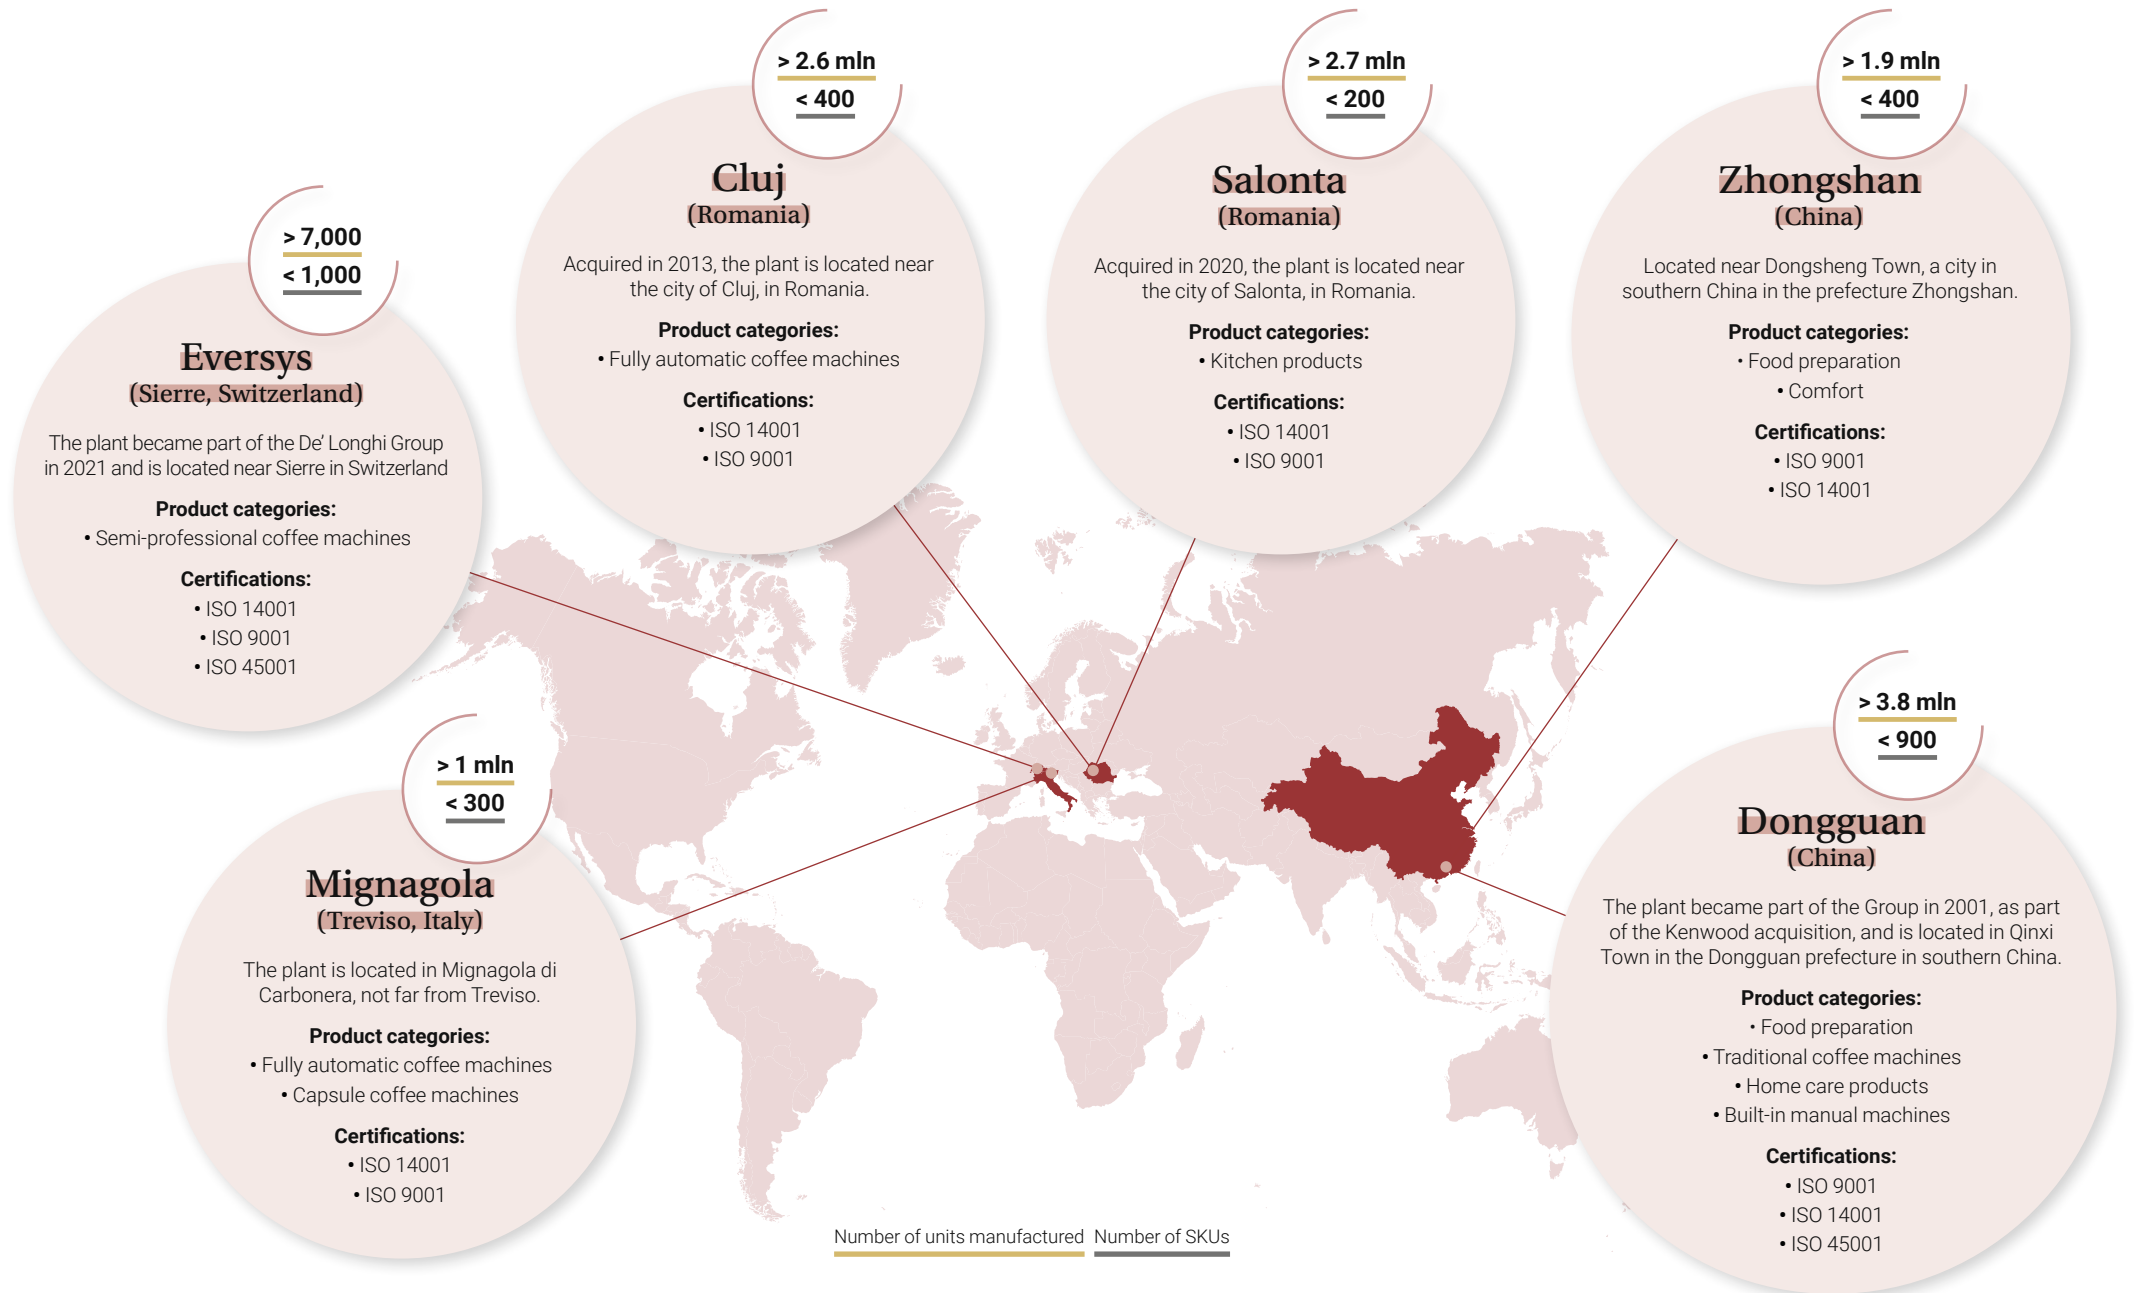 > 7,000
< 1,000
Eversys
(Sierre, Switzerland)
The plant became part of the De’ Longhi Group
in 2021 and is located near Sierre in Switzerland
Product categories:
• Semi-professional coffee machines
Certifications:
• ISO 14001
• ISO 9001
• ISO 45001
> 2.6 mln
< 400
Cluj
(Romania)
Acquired in 2013, the plant is located near
the city of Cluj, in Romania.
Product categories:
• Fully automatic coffee machines
Certifications:
• ISO 14001
• ISO 9001
> 2.7 mln
< 200
Salonta
(Romania)
Acquired in 2020, the plant is located near
the city of Salonta, in Romania.
Product categories:
• Kitchen products
Certifications:
• ISO 14001
• ISO 9001
> 1.9 mln
< 400
Zhongshan
(China)
Located near Dongsheng Town, a city in
southern China in the prefecture Zhongshan.
Product categories:
• Food preparation
• Comfort
Certifications:
• ISO 9001
• ISO 14001
> 1 mln
< 300
Mignagola
(Treviso, Italy)
The plant is located in Mignagola di
Carbonera, not far from Treviso.
Product categories:
• Fully automatic coffee machines
• Capsule coffee machines
Certifications:
• ISO 14001
• ISO 9001
> 3.8 mln
< 900
Dongguan
(China)
The plant became part of the Group in 2001, as part
of the Kenwood acquisition, and is located in Qinxi
Town in the Dongguan prefecture in southern China.
Product categories:
• Food preparation
• Traditional coffee machines
• Home care products
• Built-in manual machines
Certifications:
• ISO 9001
• ISO 14001
• ISO 45001
Number of units manufactured
Number of SKUs